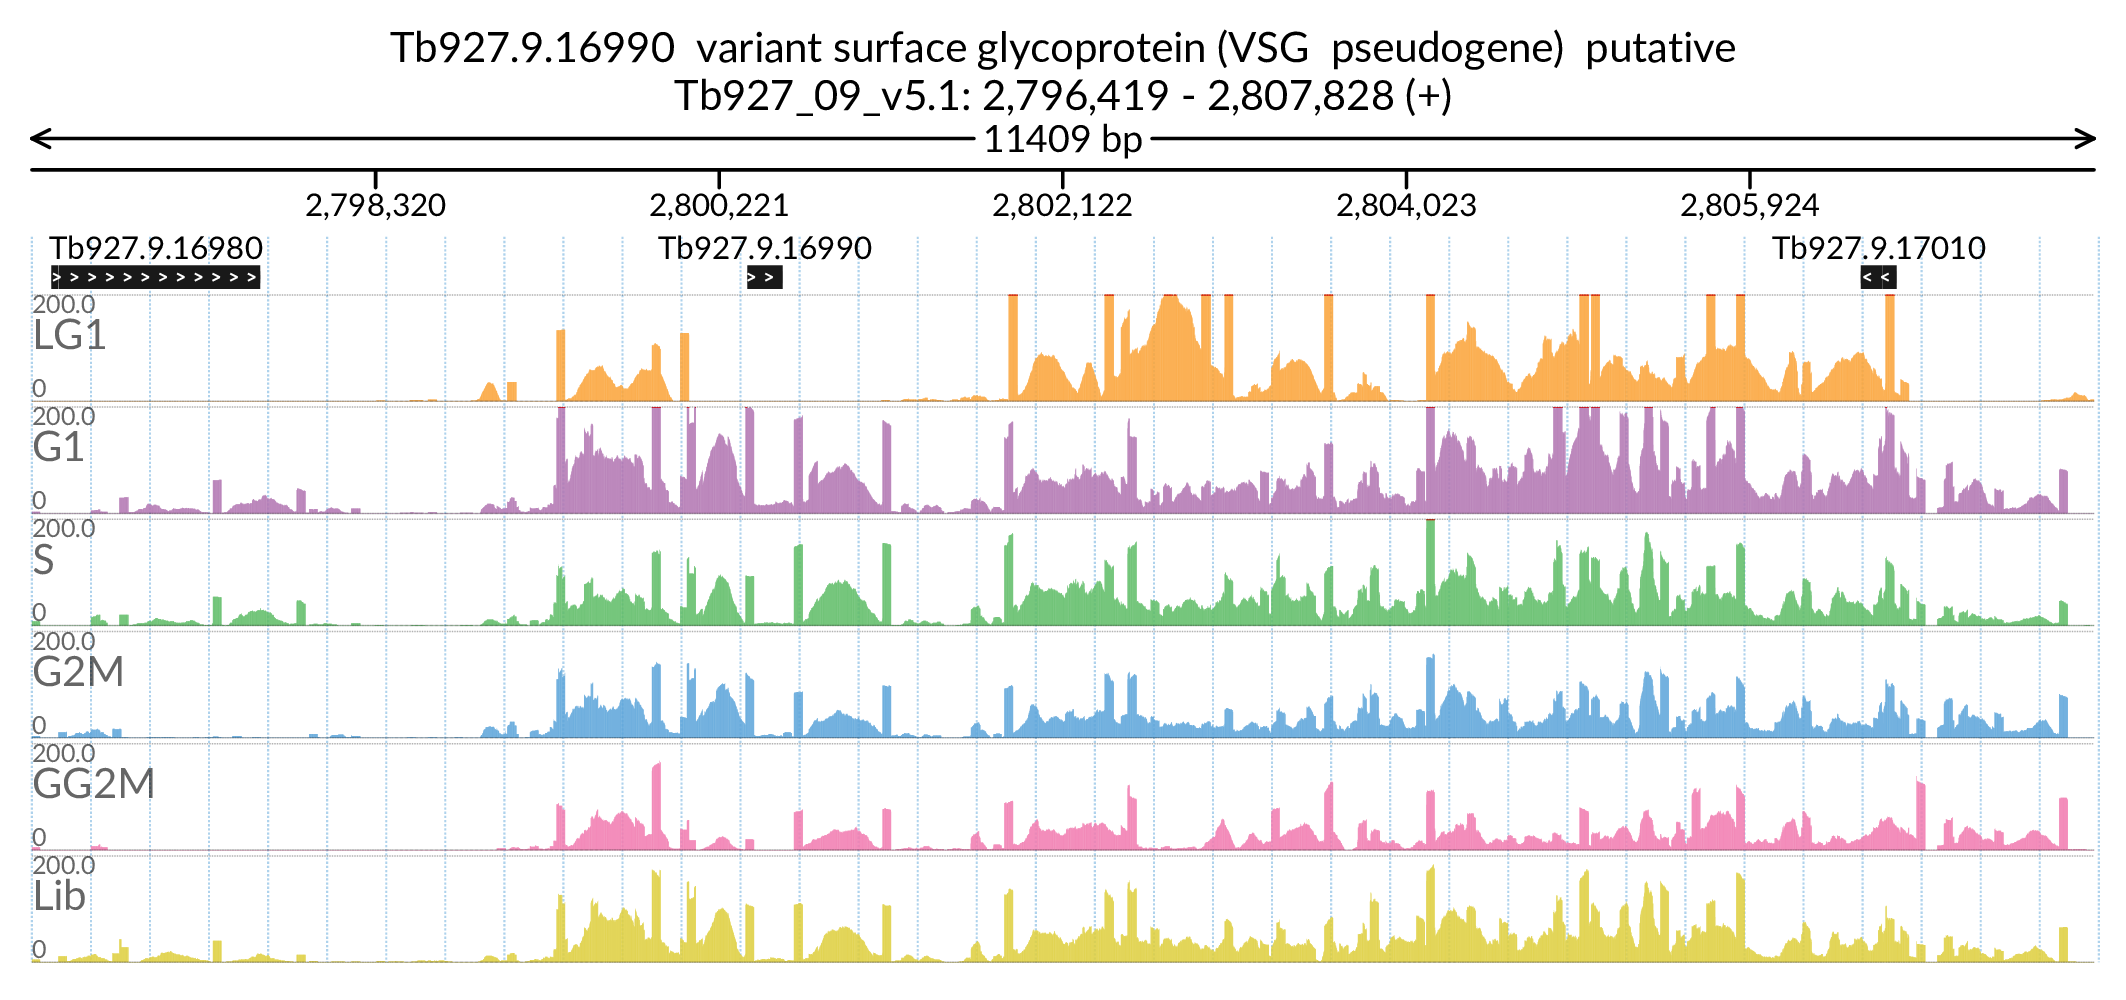 Tb927.9.16990  variant surface glycoprotein (VSG  pseudogene)  putative
Tb927_09_v5.1: 2,796,419 - 2,807,828 (+)
11409 bp
2,798,320 2,800,221 2,802,122 2,804,023 2,805,924
Tb927.9.16980 Tb927.9.16990 Tb927.9.17010
> > > > > > > > > > > > > > < <
200.0
LG1
0
200.0
G1
0
200.0
S
0
200.0
G2M
0
200.0
GG2M
0
200.0
Lib
0